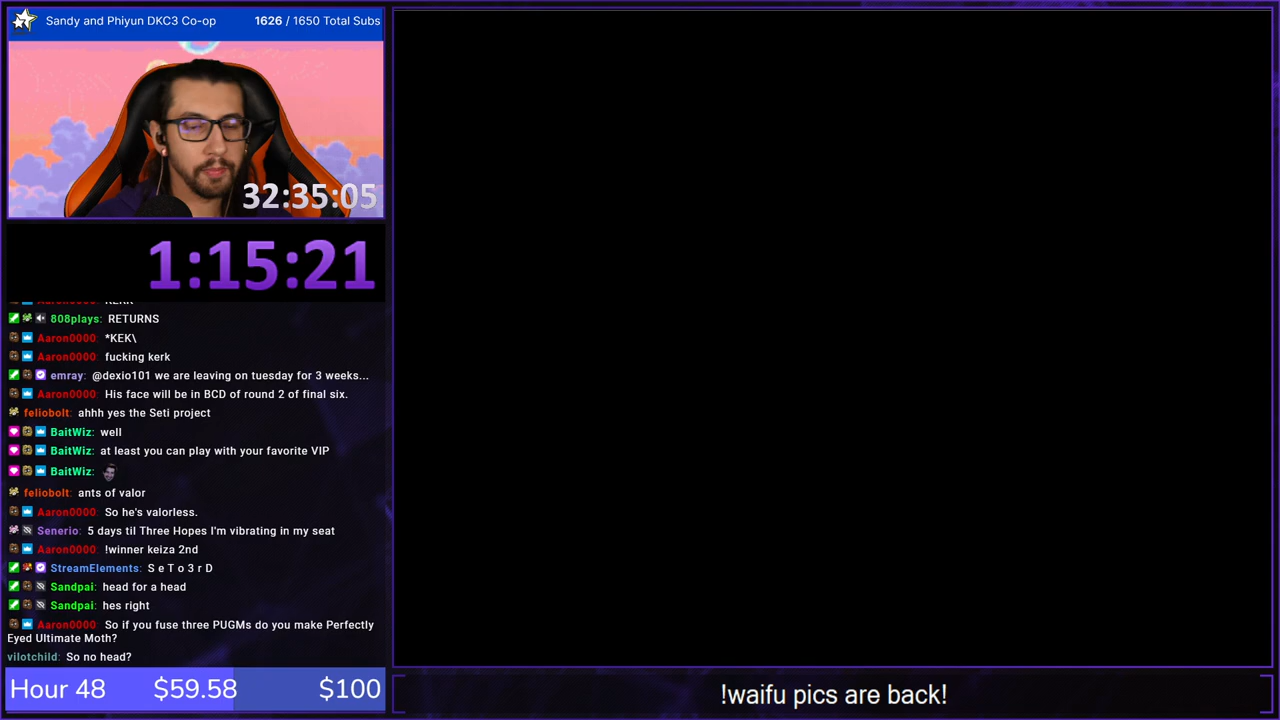 Sandy and Phiyun DKC3 Co-op 1626 / 1650 Total Subs
32:35:05
1:15:21
808plays: RETURNS
Aaron0000: *KEK\
Aaron0000: fucking kerk
emray: @dexio101 we are leaving on tuesday for 3 weeks...
Aaron0000: His face will be in BCD of round 2 of final six.
feliobolt: ahhh yes the Seti project
BaitWiz: well
BaitWiz: at least you can play with your favorite VIP
BaitWiz:
feliobolt: ants of valor
Aaron0000: So he's valorless.
Senerio: 5 days til Three Hopes I'm vibrating in my seat
Aaron0000: !winner keiza 2nd
StreamElements: S e T o 3 r D
Sandpai: head for a head
Sandpai: hes right
Aaron0000: So if you fuse three PUGMs do you make Perfectly
Eyed Ultimate Moth?
vilotchild: So no head?
Hour 48 $59.58 $100
!waifu pics are back!